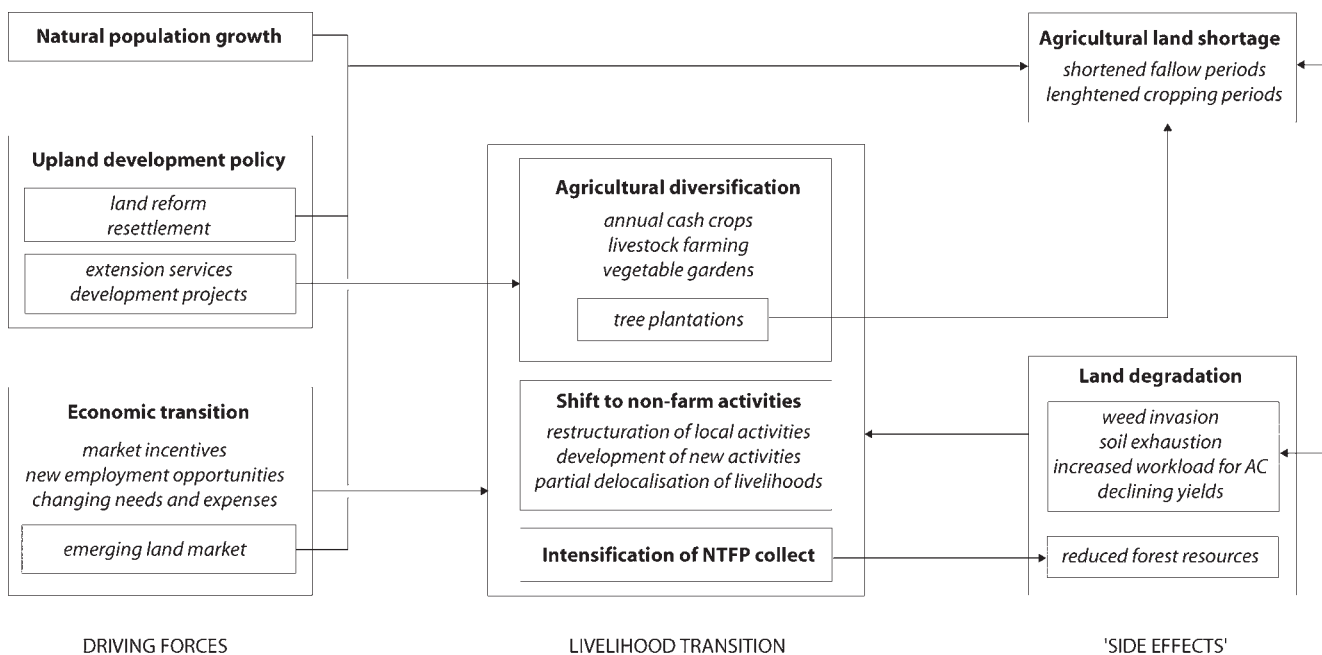 Natural population growth
Upland development policy
land reform
resettlement
extension services
development projects
Economic transition
market incentives
new employment opportunities
changing needs and expenses
emerging land market
DRIVING FORCES
Agricultural diversification
annual cash crops
livestock farming
vegetable gardens
tree plantations
Shift to non-farm activities
restructuration of local activities
development of new activities
partial delocalisation of livelihoods
Intensification of NTFP collect
LIVELIHOOD TRANSITION
Agricultural land shortage
shortened fallow periods
lenghtened cropping periods
Land degradation
weed invasion
soil exhaustion
increased workload for AC
declining yields
reduced forest resources
'SIDE EFFECTS'